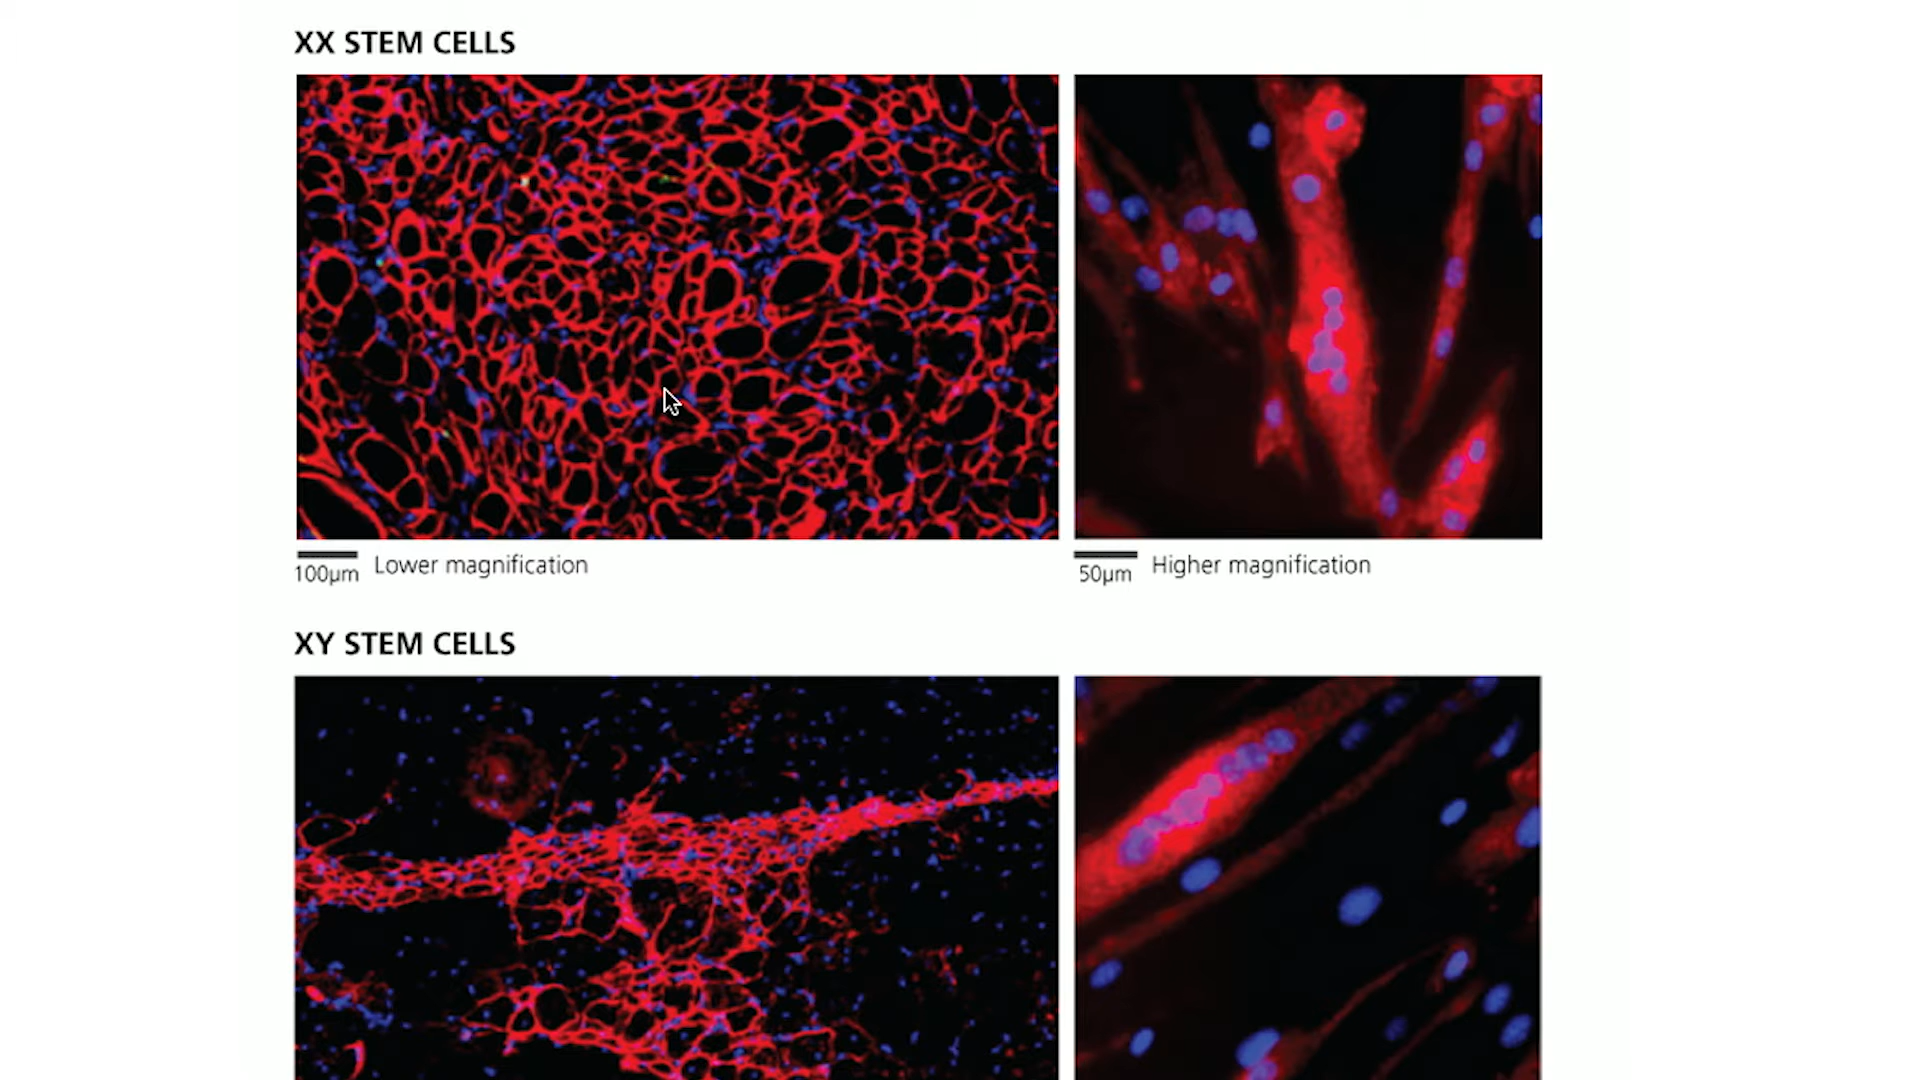 XX STEM CELLS
100µm Lower magnification
50µm Higher magnification
XY STEM CELLS